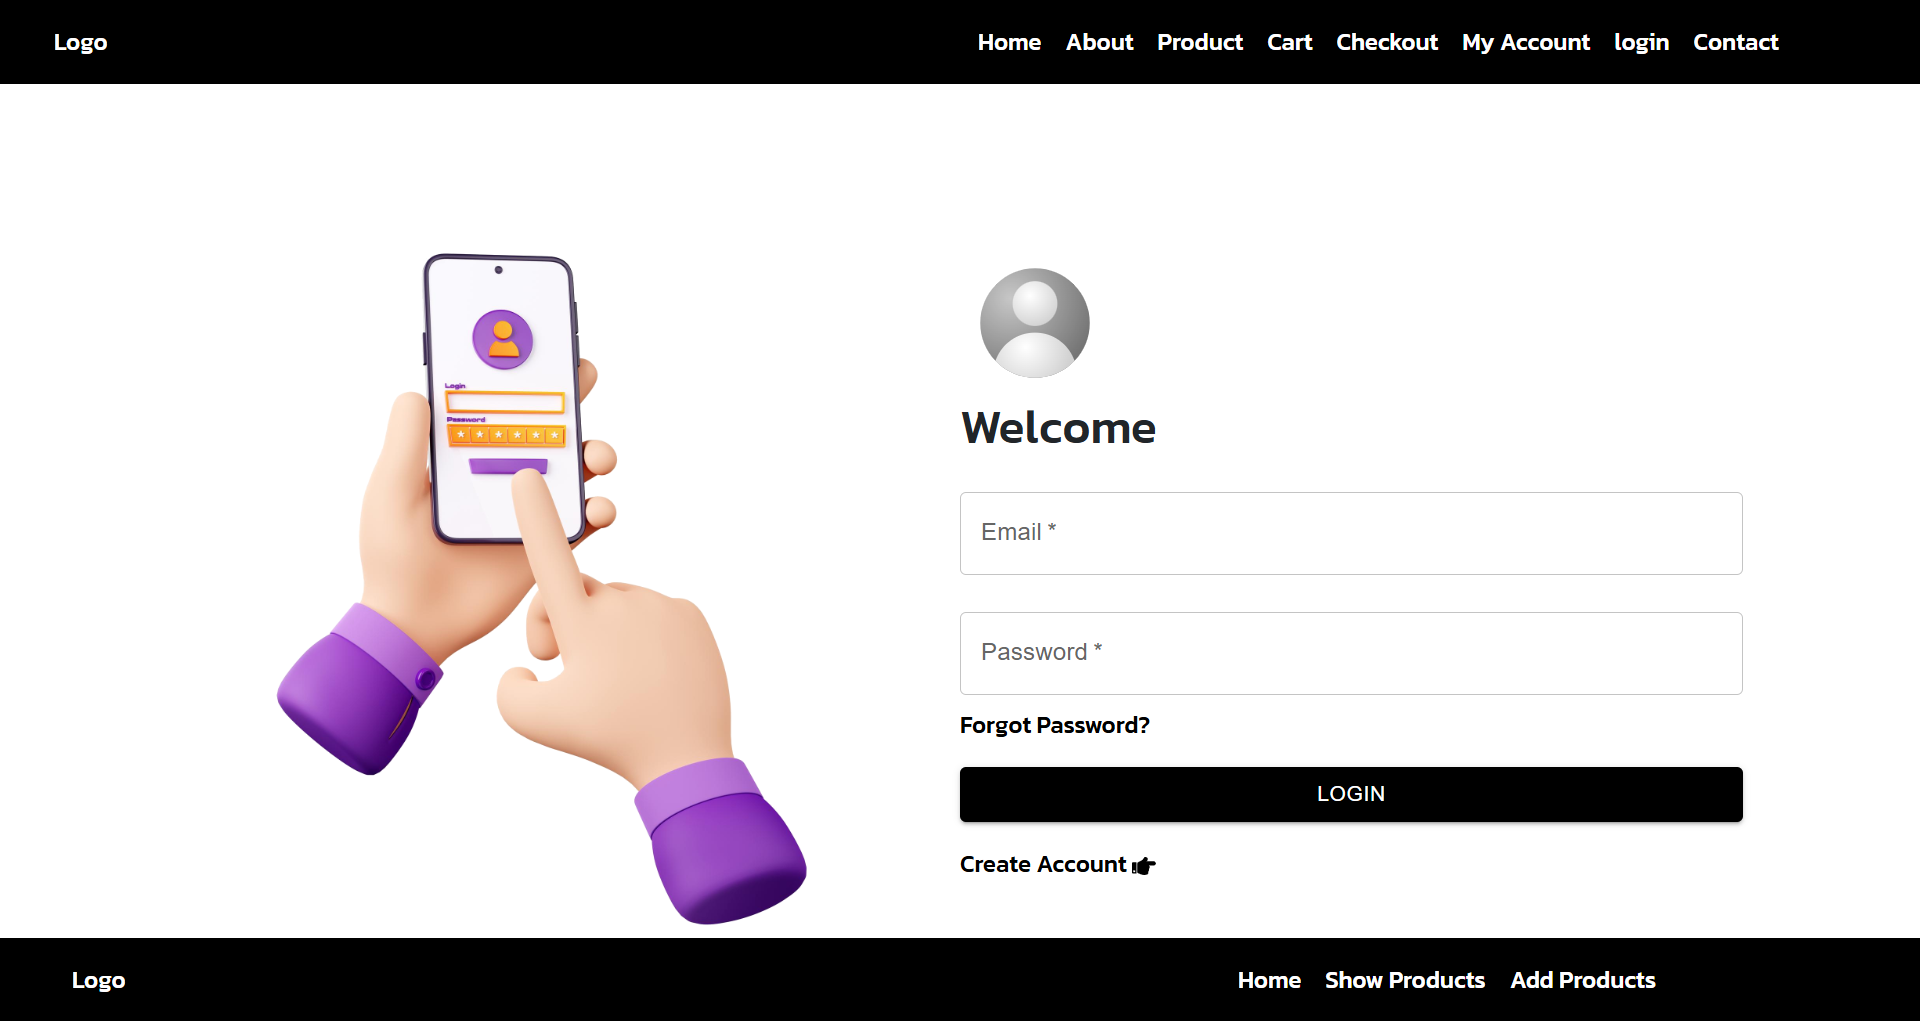 Logo
Home About Product Cart Checkout My Account login Contact
Login
Password
Welcome
Email *
Password *
Forgot Password?
LOGIN
Create Account
Logo
Home Show Products Add Products